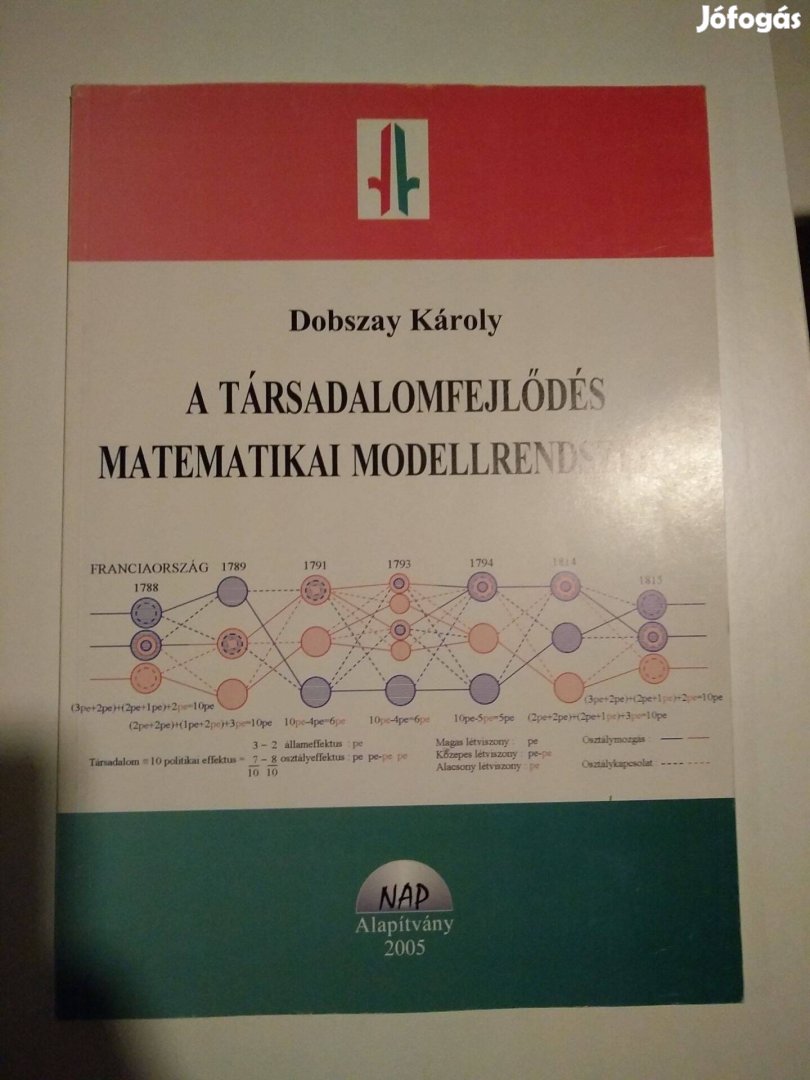 Jófogás
Dobszay Károly
A TÁRSADALOMFEJLŐDÉS
MATEMATIKAI
FRANCIAORSZÁG
1788
1789
1791
1793
1794
1814
1815
(3pe+2pe)+(2pe+1pe)+2pe=10pe
(2pe+2pe)+(1pe+2pe)+3pe=10pe
10pe-4pe=6pe
10pe-4pe=6pe
10pe-5pe=5pe
(2pe+2pe)+(2pe+1pe)+3pe=10pe
(3pe+2pe)+(2pe+1pe)+2pe=10pe
Társadalom = 10 politikai effektus =
3 – 2 állameffektus : pe
7 – 8 osztályeffektus : pe pe-pe pe
10 10
Magas létviszony : pe
Közepes létviszony : pe-pe
Alacsony létviszony : pe
Osztálymozgás :
Osztálykapcsolat :
NAP
Alapítvány
2005